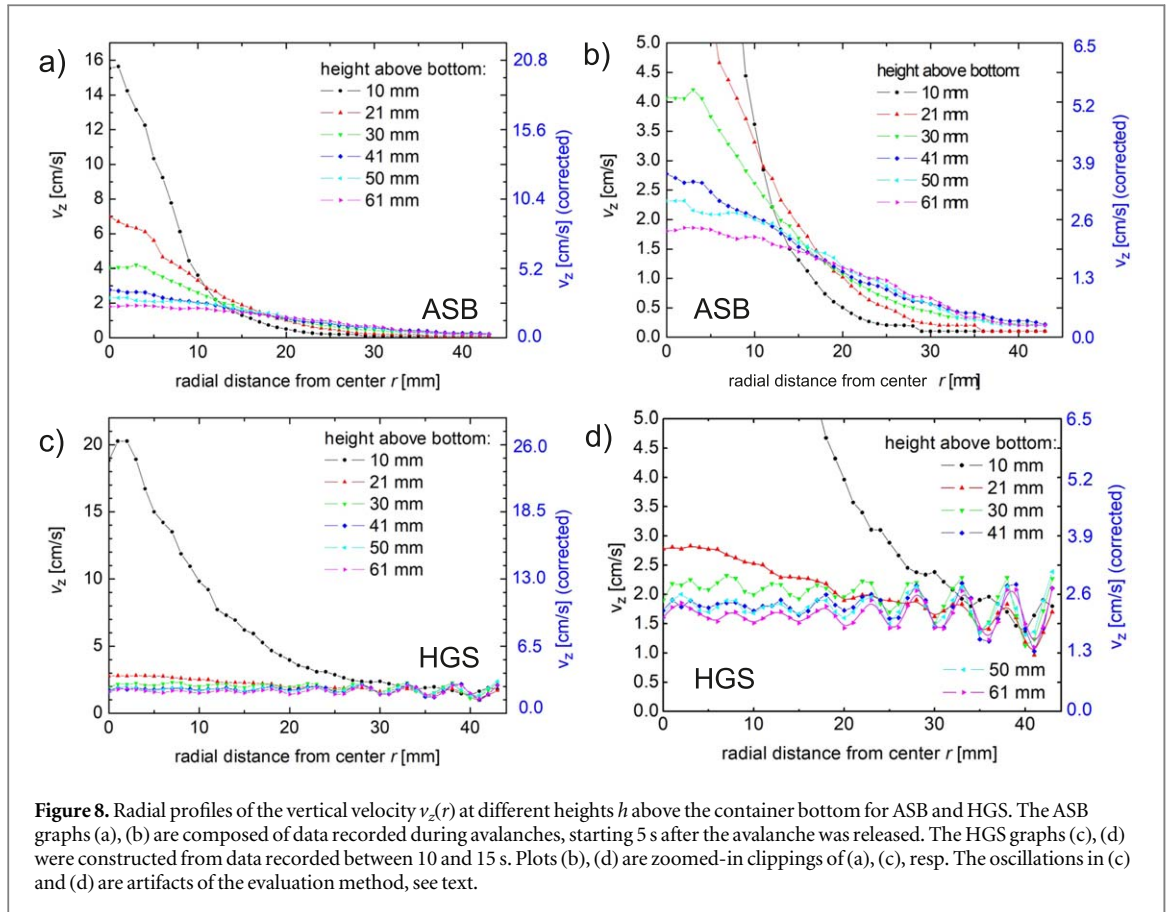 a)
16
14
12
10
8
6
4
2
0
v_z [cm/s]
20.8
15.6
10.4
5.2
0.0
v_z [cm/s] (corrected)
height above bottom:
10 mm
21 mm
30 mm
41 mm
50 mm
61 mm
ASB
0 10 20 30 40
radial distance from center r [mm]
b)
5.0
4.5
4.0
3.5
3.0
2.5
2.0
1.5
1.0
0.5
0.0
v_z [cm/s]
6.5
5.2
3.9
2.6
1.3
0.0
v_z [cm/s] (corrected)
height above bottom:
10 mm
21 mm
30 mm
41 mm
50 mm
61 mm
ASB
0 10 20 30 40
radial distance from center r [mm]
c)
20
15
10
5
0
v_z [cm/s]
26.0
18.5
13.0
6.5
0.0
v_z [cm/s] (corrected)
height above bottom:
10 mm
21 mm
30 mm
41 mm
50 mm
61 mm
HGS
0 10 20 30 40
radial distance from center r [mm]
d)
5.0
4.5
4.0
3.5
3.0
2.5
2.0
1.5
1.0
0.5
0.0
v_z [cm/s]
6.5
5.2
3.9
2.6
1.3
0.0
v_z [cm/s] (corrected)
height above bottom:
10 mm
21 mm
30 mm
41 mm
50 mm
61 mm
HGS
0 10 20 30 40
radial distance from center r [mm]
Figure 8. Radial profiles of the vertical velocity v_z(r) at different heights h above the container bottom for ASB and HGS. The ASB
graphs (a), (b) are composed of data recorded during avalanches, starting 5 s after the avalanche was released. The HGS graphs (c), (d)
were constructed from data recorded between 10 and 15 s. Plots (b), (d) are zoomed-in clippings of (a), (c), resp. The oscillations in (c)
and (d) are artifacts of the evaluation method, see text.